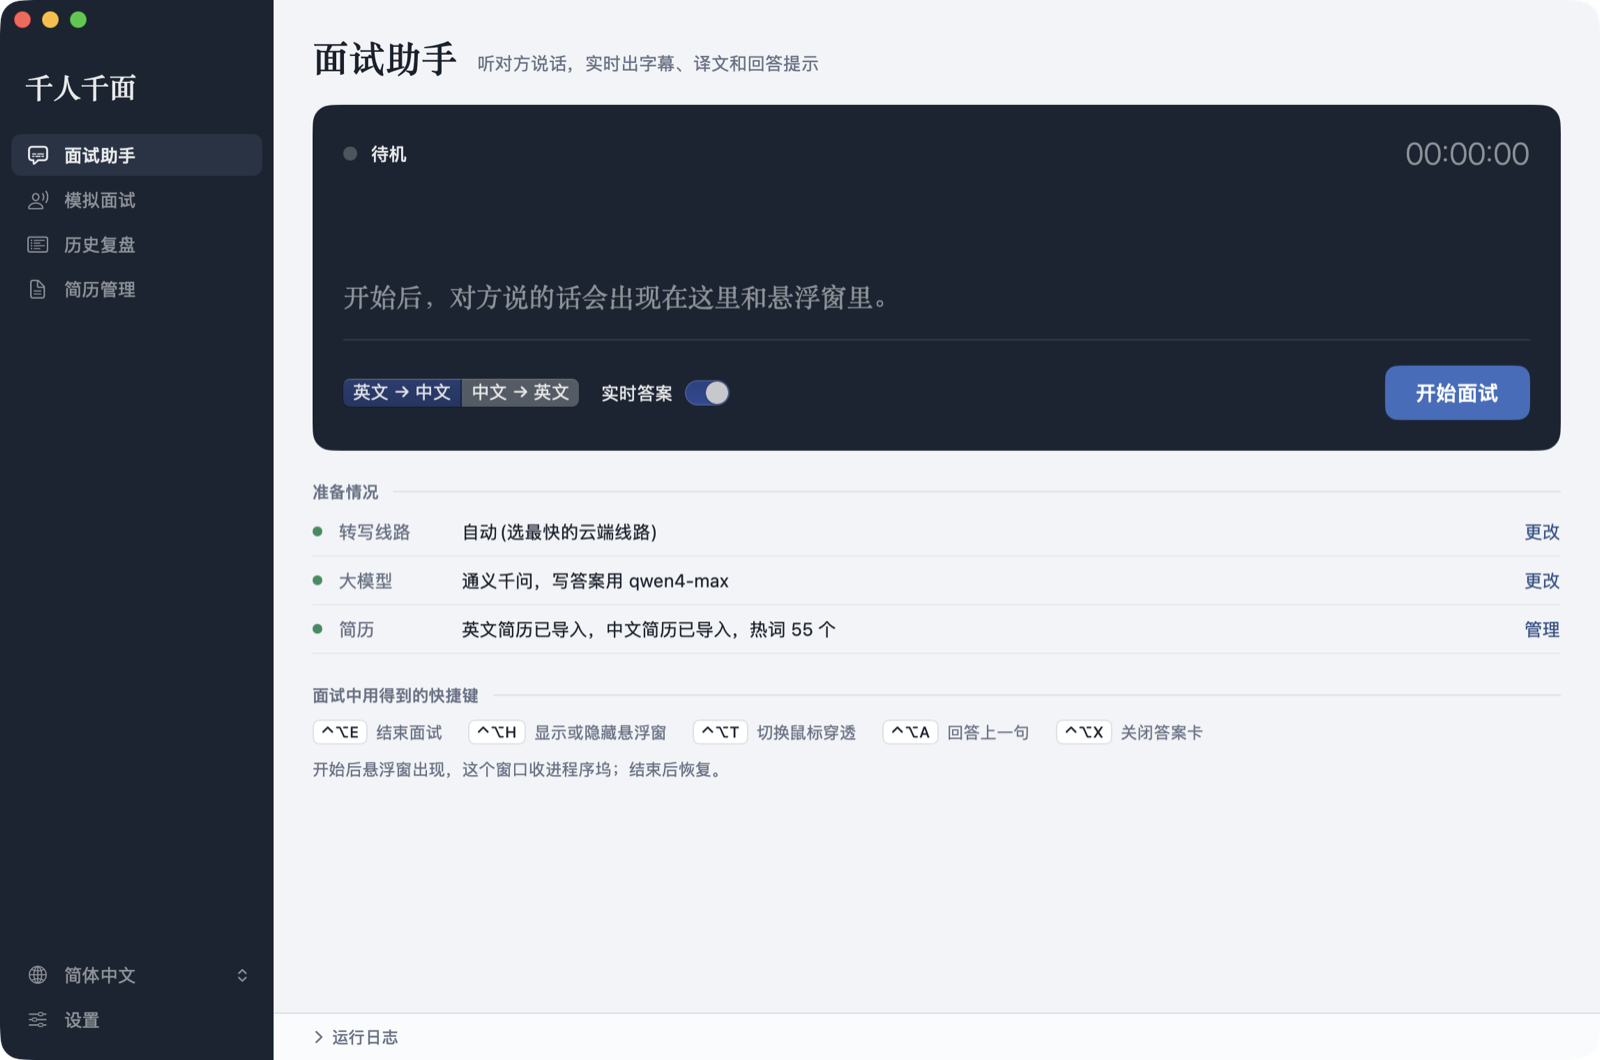 千人千面
面试助手
模拟面试
历史复盘
简历管理
简体中文
设置
面试助手 听对方说话，实时出字幕、译文和回答提示
待机 00:00:00
开始后，对方说的话会出现在这里和悬浮窗里。
英文 → 中文 中文 → 英文 实时答案 开始面试
准备情况
转写线路 自动 (选最快的云端线路) 更改
大模型 通义千问，写答案用 qwen4-max 更改
简历 英文简历已导入，中文简历已导入，热词 55 个 管理
面试中用得到的快捷键
^⌥E 结束面试 ^⌥H 显示或隐藏悬浮窗 ^⌥T 切换鼠标穿透 ^⌥A 回答上一句 ^⌥X 关闭答案卡
开始后悬浮窗出现，这个窗口收进程序坞；结束后恢复。
运行日志